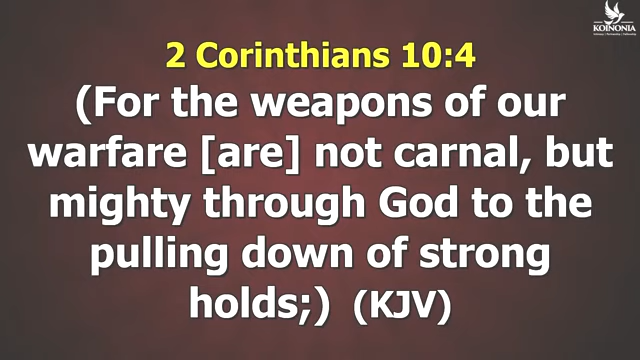 KOINONIA
2 Corinthians 10:4
(For the weapons of our
warfare [are] not carnal, but
mighty through God to the
pulling down of strong
holds;) (KJV)